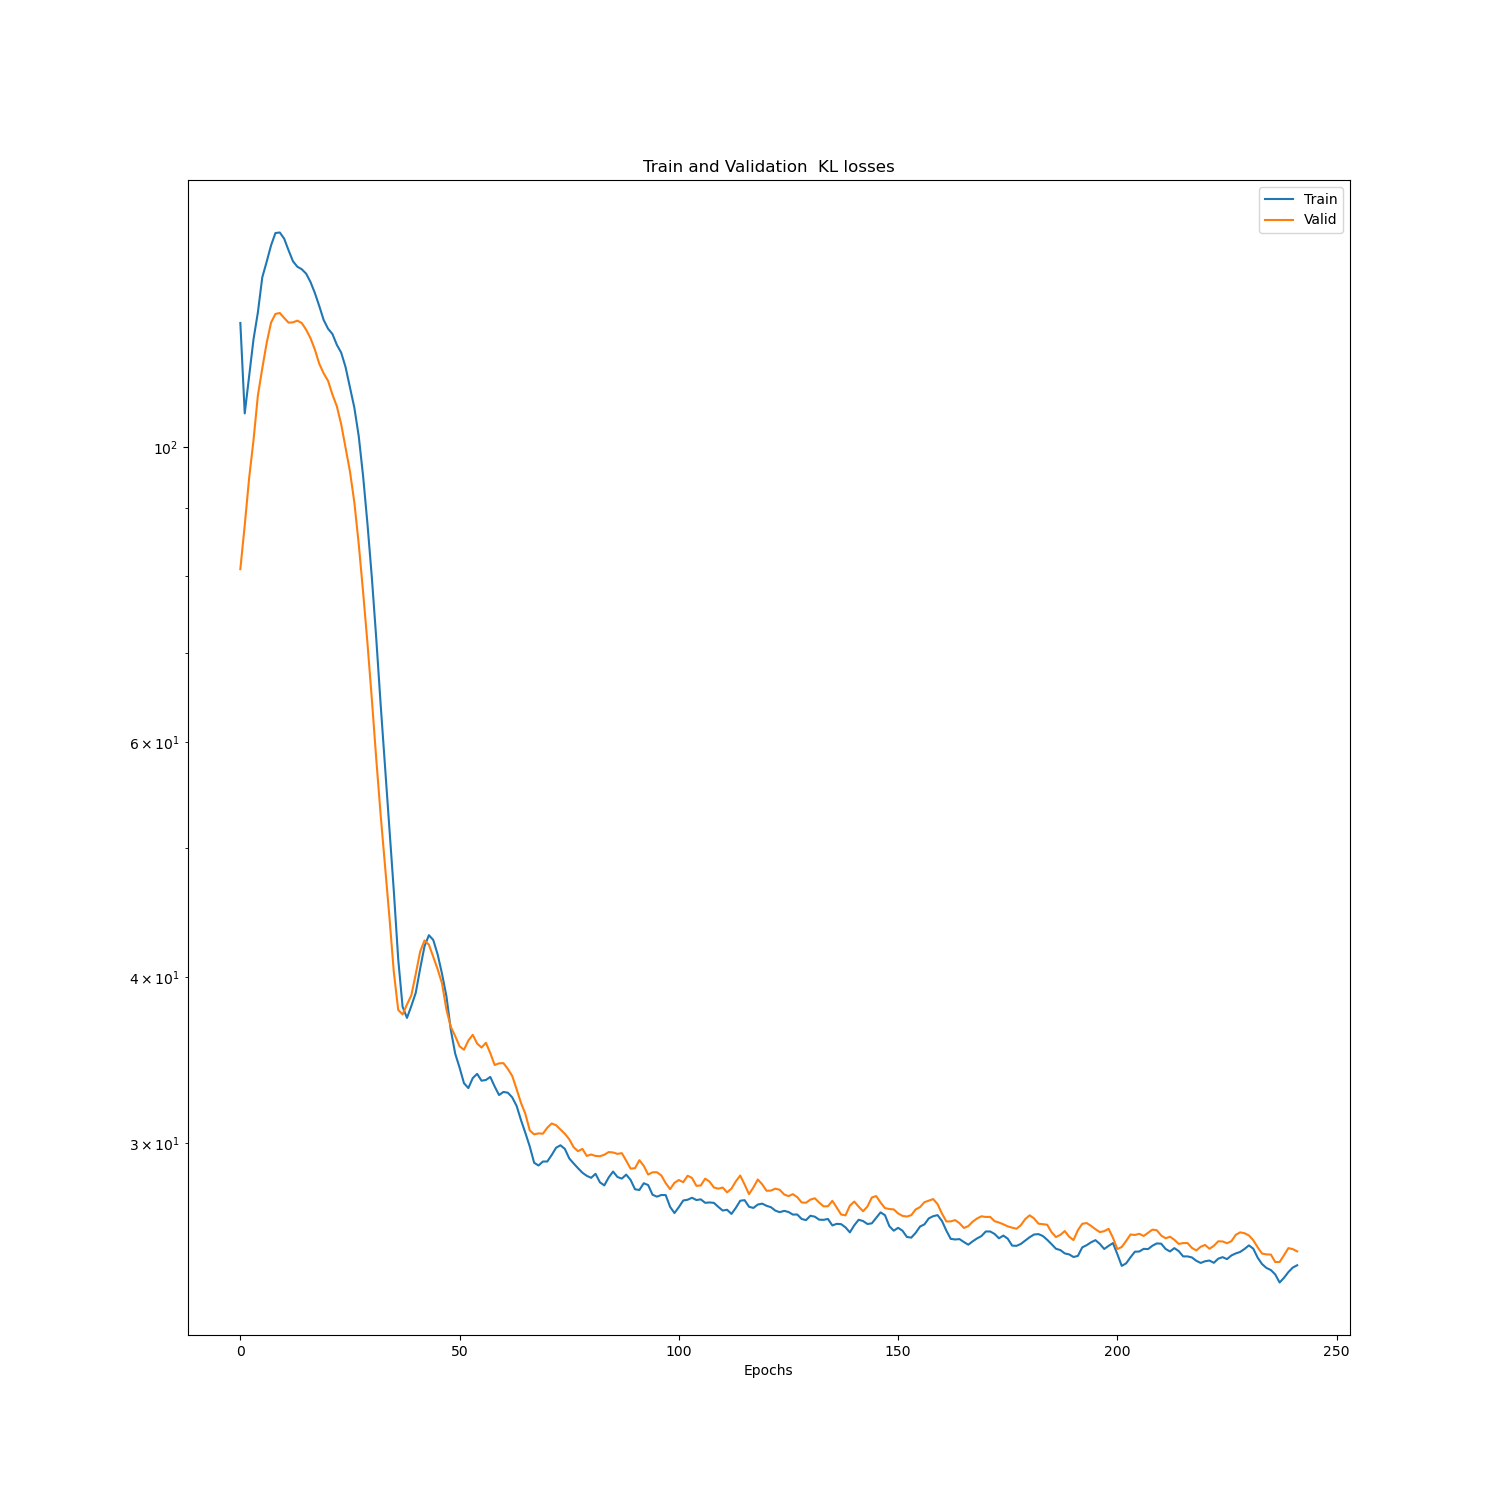 Train and Validation  KL losses
Train
Valid
10²
6 × 10¹
4 × 10¹
3 × 10¹
0
50
100
150
200
250
Epochs